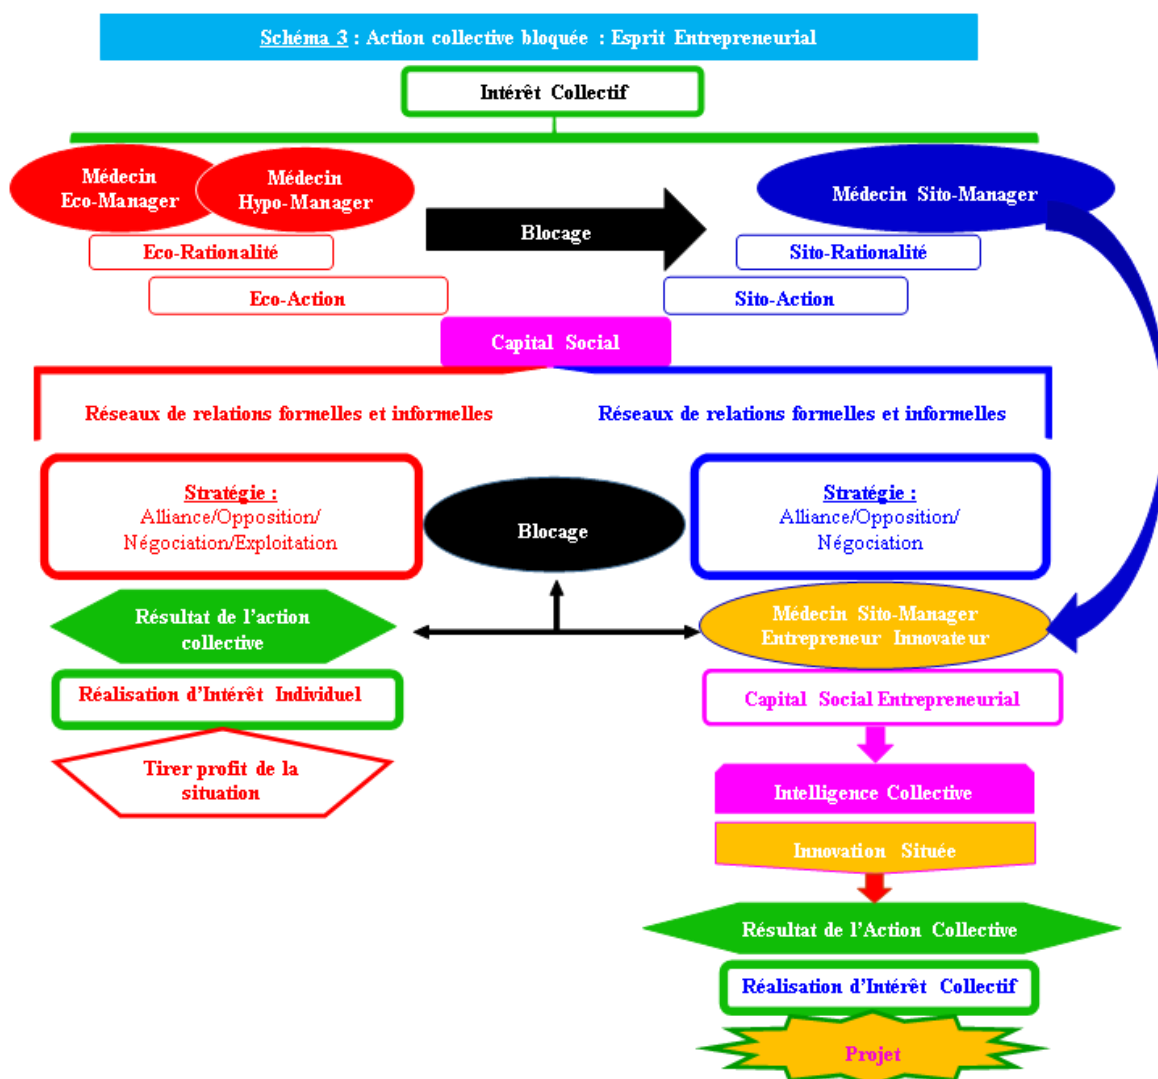 Schéma 3 : Action collective bloquée : Esprit Entrepreneurial
Intérêt Collectif
Médecin
Eco-Manager
Médecin
Hypo-Manager
Médecin Sito-Manager
Blocage
Eco-Rationalité
Sito-Rationalité
Eco-Action
Sito-Action
Capital Social
Réseaux de relations formelles et informelles
Réseaux de relations formelles et informelles
Stratégie :
Alliance/Opposition/
Négociation/Exploitation
Blocage
Stratégie :
Alliance/Opposition/
Négociation
Résultat de l'action
collective
Médecin Sito-Manager
Entrepreneur Innovateur
Réalisation d'Intérêt Individuel
Capital Social Entrepreneurial
Tirer profit de la
situation
Intelligence Collective
Innovation Située
Résultat de l'Action Collective
Réalisation d'Intérêt Collectif
Projet